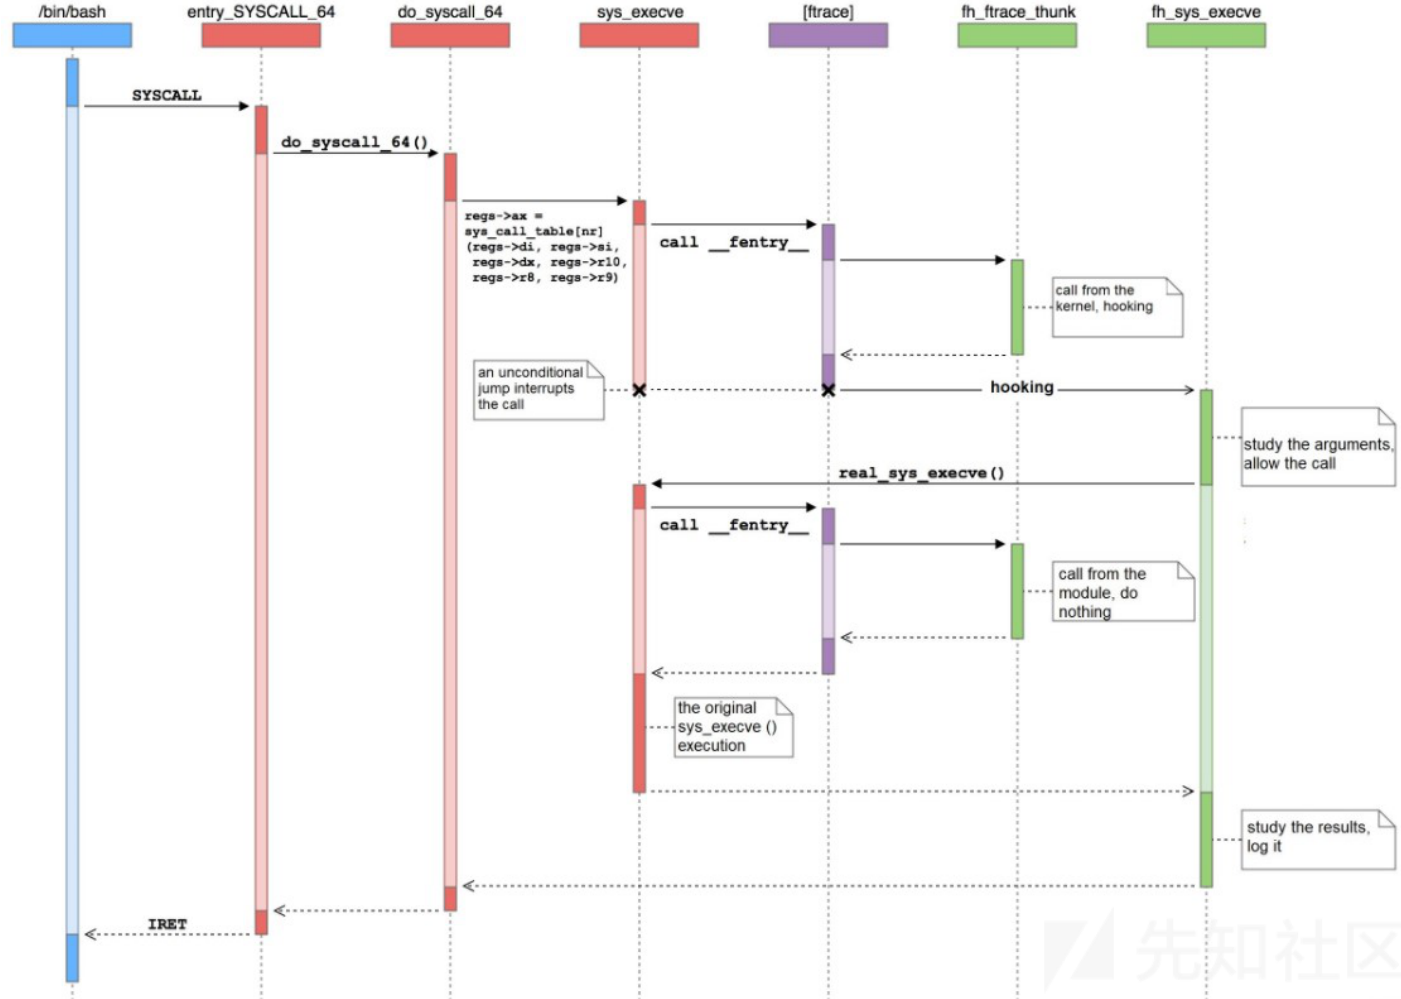 /bin/bash
entry_SYSCALL_64
do_syscall_64
sys_execve
[ftrace]
fh_ftrace_thunk
fh_sys_execve
SYSCALL
do_syscall_64()
regs->ax =
sys_call_table[nr]
(regs->di, regs->si,
regs->dx, regs->r10,
regs->r8, regs->r9)
call __fentry__
call from the
kernel, hooking
an unconditional
jump interrupts
the call
hooking
study the arguments,
allow the call
real_sys_execve()
call __fentry__
call from the
module, do
nothing
the original
sys_execve ()
execution
study the results,
log it
IRET
先知社区